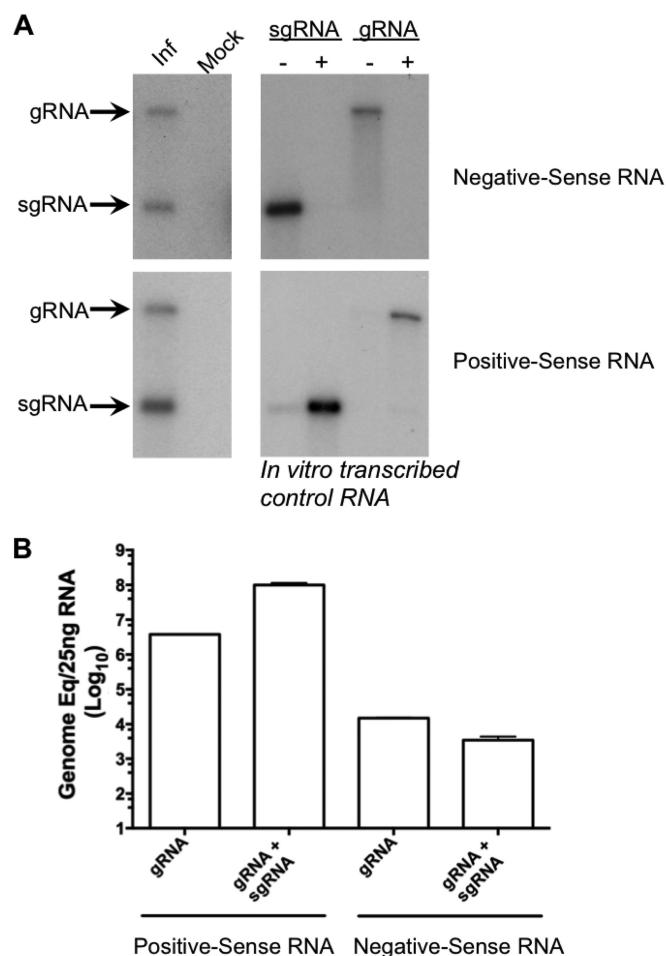 A
Inf
Mock
sgRNA
gRNA
-
+
-
+
gRNA
sgRNA
Negative-Sense RNA
gRNA
sgRNA
Positive-Sense RNA
In vitro transcribed
control RNA
B
Genome Eq/25ng RNA
(Log10)
9
8
7
6
5
4
3
2
1
gRNA
gRNA +
sgRNA
gRNA
gRNA +
sgRNA
Positive-Sense RNA
Negative-Sense RNA